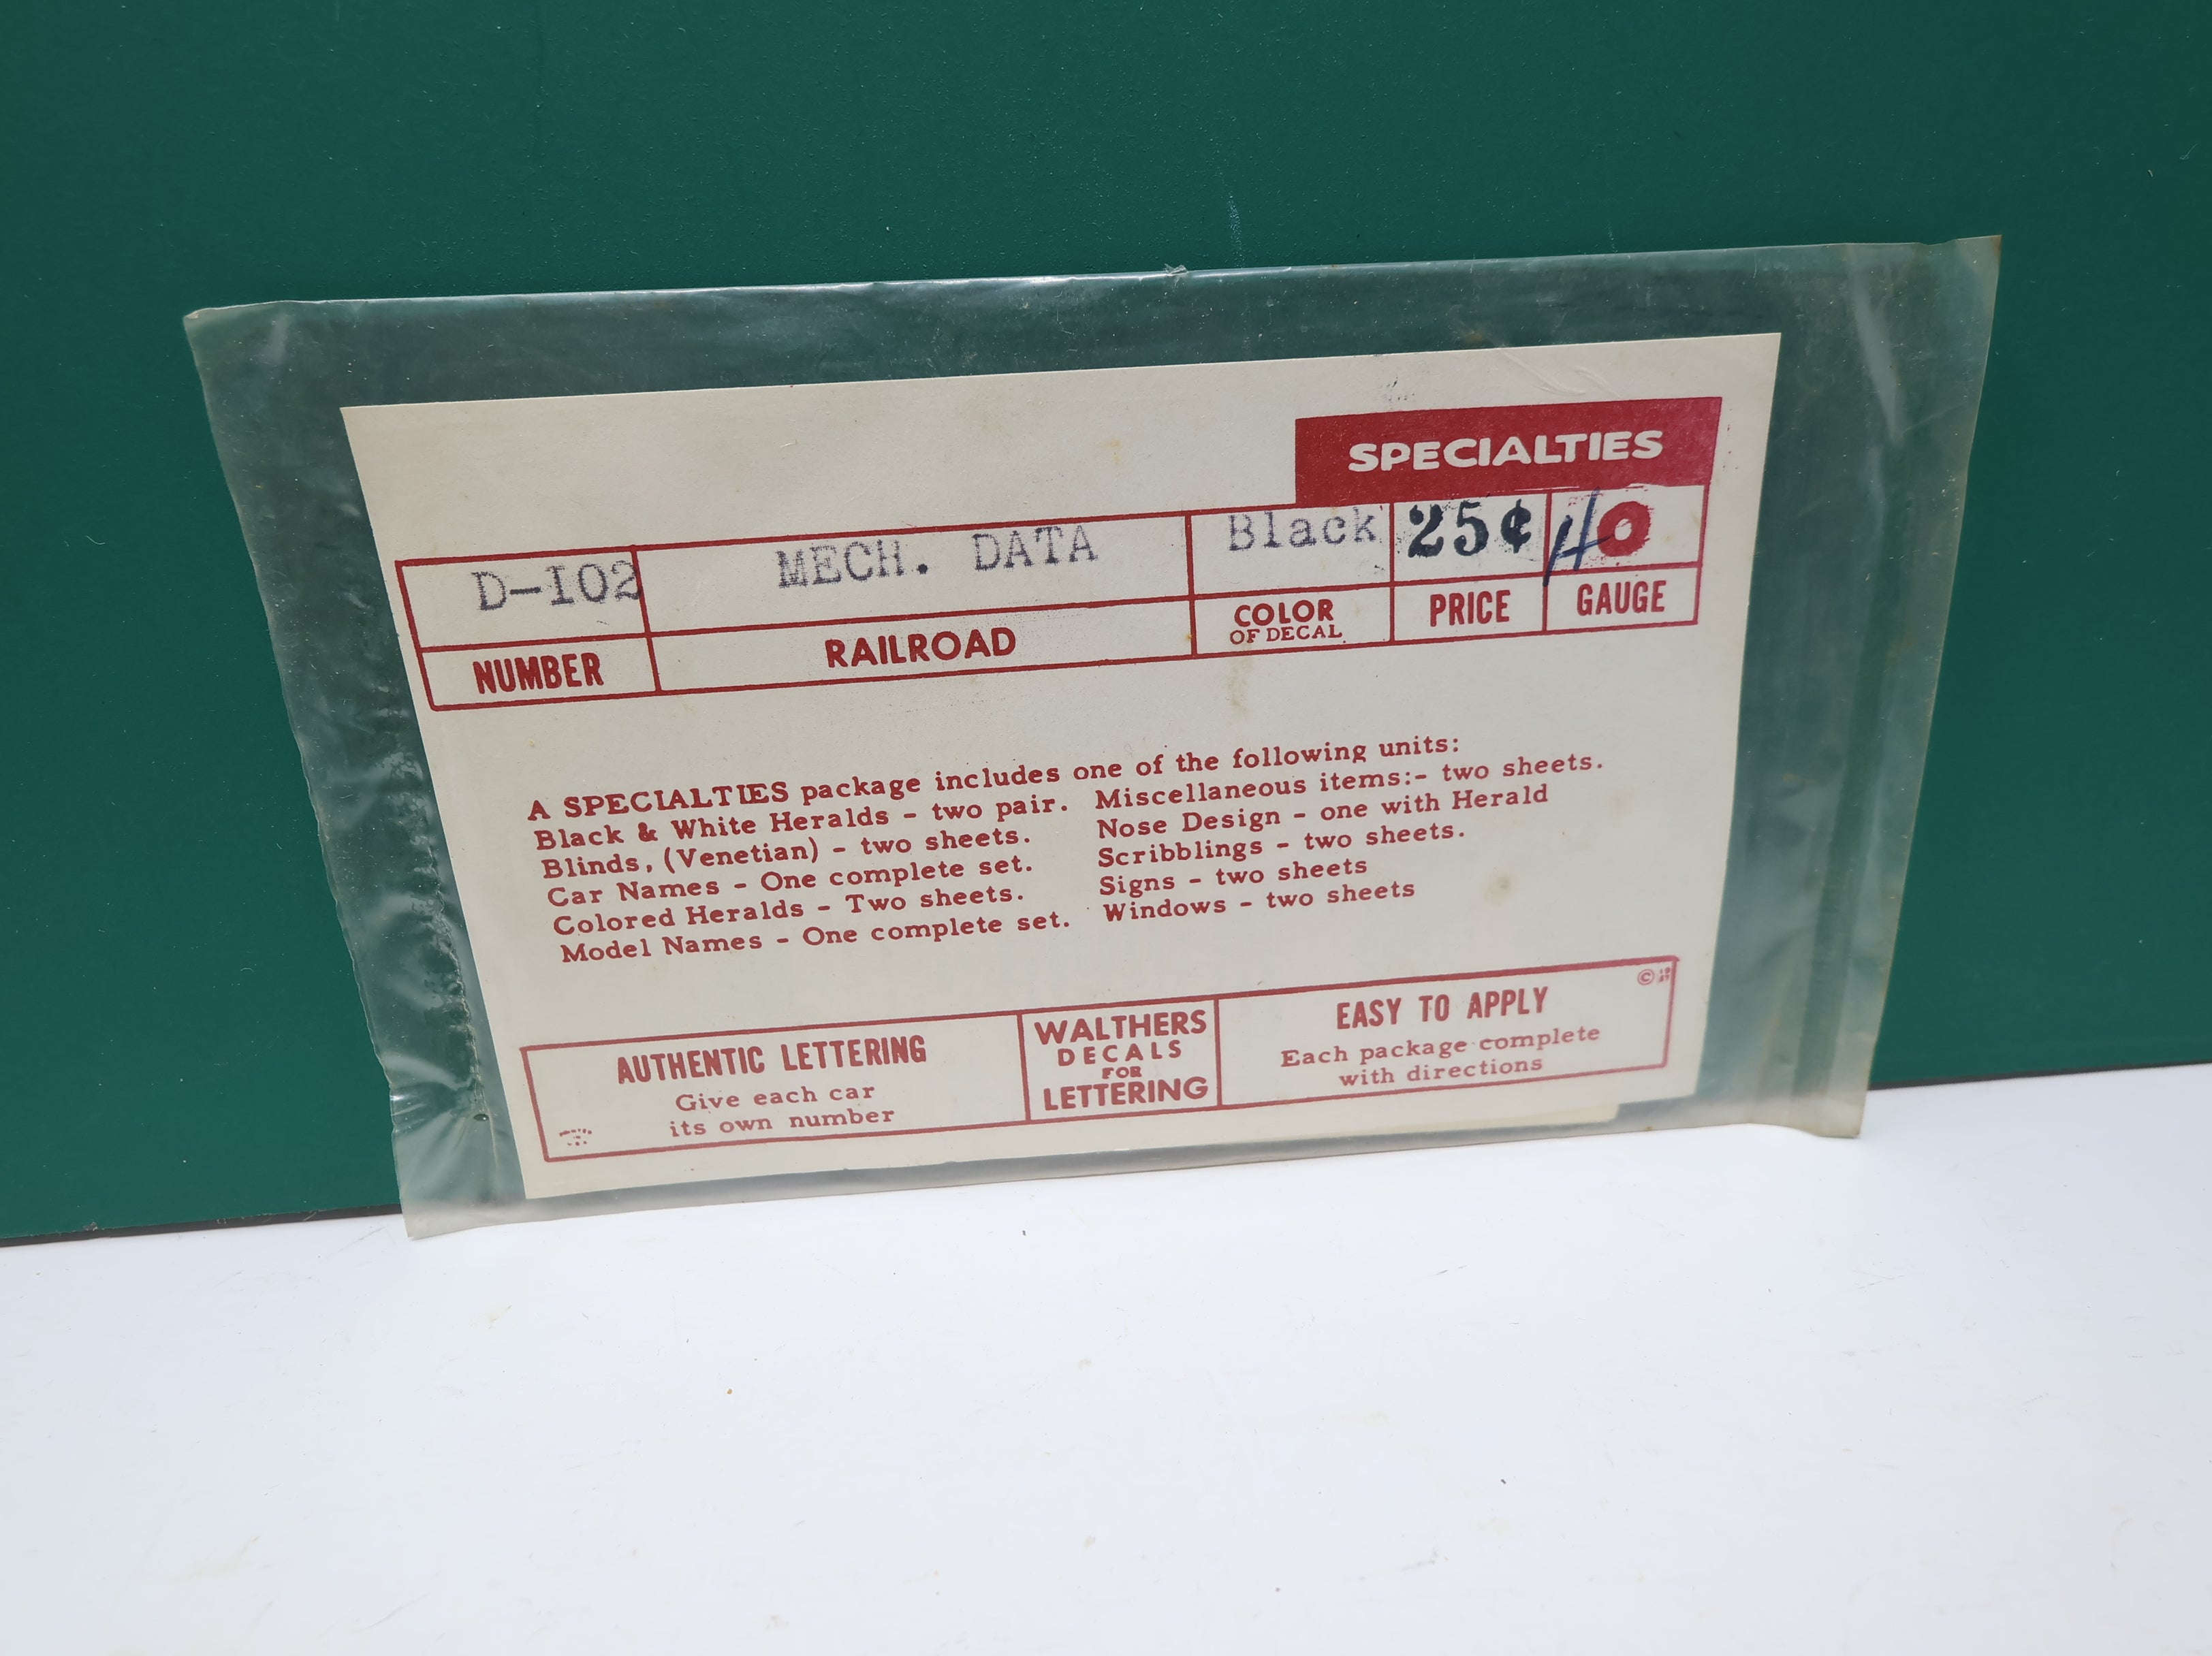 SPECIALTIES
D-102 MECH. DATA Black 25¢ HO
NUMBER RAILROAD COLOR OF DECAL PRICE GAUGE
A SPECIALTIES package includes one of the following units:
Black & White Heralds - two pair.
Blinds, (Venetian) - two sheets.
Car Names - One complete set.
Colored Heralds - Two sheets.
Model Names - One complete set.
Miscellaneous items:- two sheets.
Nose Design - one with Herald
Scribblings - two sheets.
Signs - two sheets
Windows - two sheets
AUTHENTIC LETTERING
Give each car
its own number
WALTHERS
DECALS
FOR
LETTERING
EASY TO APPLY
Each package complete
with directions
©